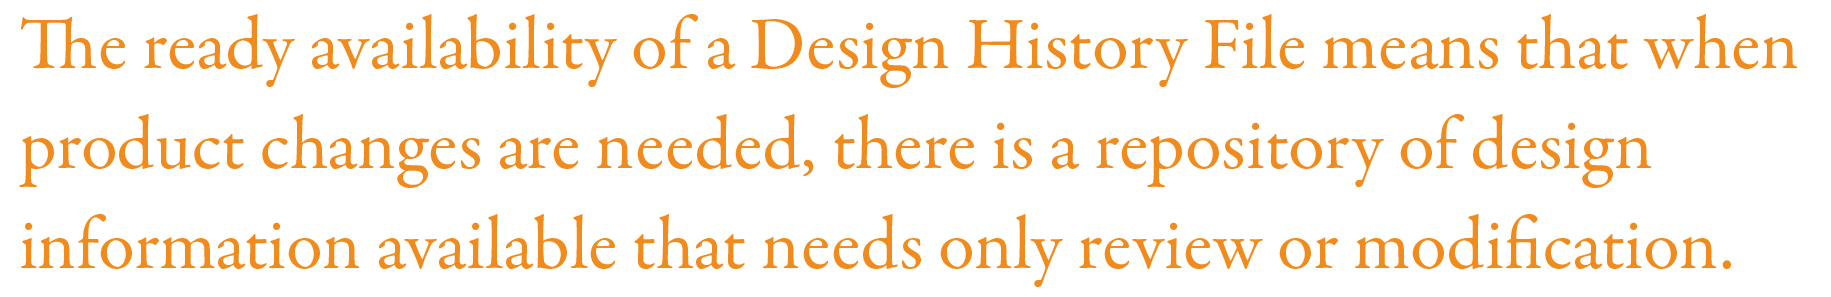 The ready availability of a Design History File means that when
product changes are needed, there is a repository of design
information available that needs only review or modification.